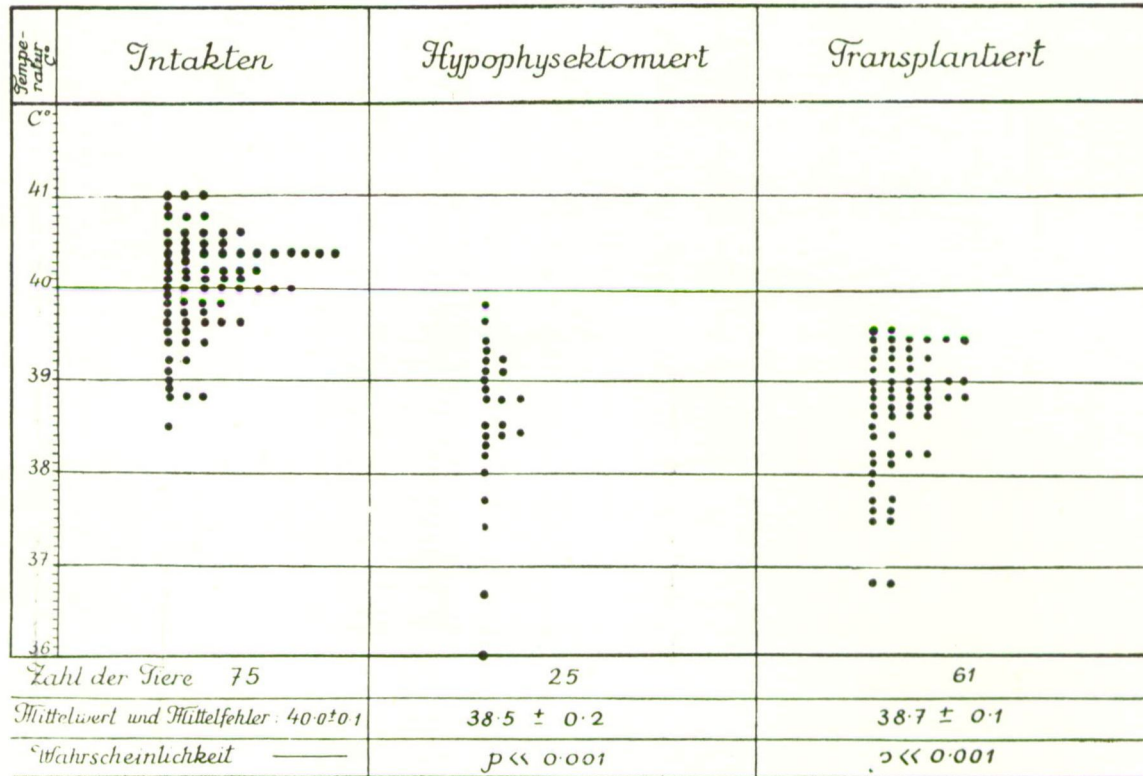 Tempe-
ratur
C°
Intakten
Hypophysektomiert
Transplantiert
C°
41
40
39
38
37
36
Zahl der Tiere 75 25 61
Mittelwert und Mittelfehler: 40·0±0·1 38·7 ± 0·1
38·5 ± 0·2
Wahrscheinlichkeit —— p << 0·001 p << 0·001